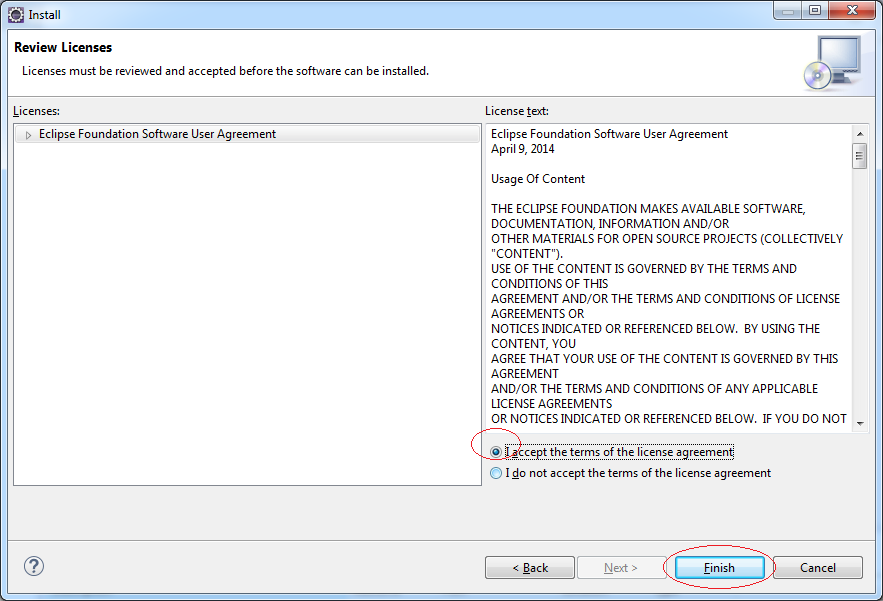 Install
Review Licenses
Licenses must be reviewed and accepted before the software can be installed.
Licenses:
Eclipse Foundation Software User Agreement
License text:
Eclipse Foundation Software User Agreement
April 9, 2014
Usage Of Content
THE ECLIPSE FOUNDATION MAKES AVAILABLE SOFTWARE,
DOCUMENTATION, INFORMATION AND/OR
OTHER MATERIALS FOR OPEN SOURCE PROJECTS (COLLECTIVELY
"CONTENT").
USE OF THE CONTENT IS GOVERNED BY THE TERMS AND
CONDITIONS OF THIS
AGREEMENT AND/OR THE TERMS AND CONDITIONS OF LICENSE
AGREEMENTS OR
NOTICES INDICATED OR REFERENCED BELOW.  BY USING THE
CONTENT, YOU
AGREE THAT YOUR USE OF THE CONTENT IS GOVERNED BY THIS
AGREEMENT
AND/OR THE TERMS AND CONDITIONS OF ANY APPLICABLE
LICENSE AGREEMENTS
OR NOTICES INDICATED OR REFERENCED BELOW.  IF YOU DO NOT
I accept the terms of the license agreement
I do not accept the terms of the license agreement
?
< Back
Next >
Finish
Cancel